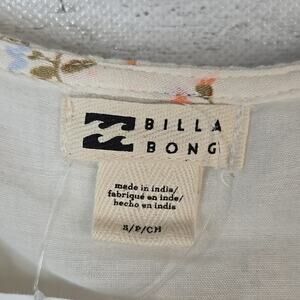 BILLA
BONG
made in india/
fabriqué en inde/
hecho en india
S/P/CH